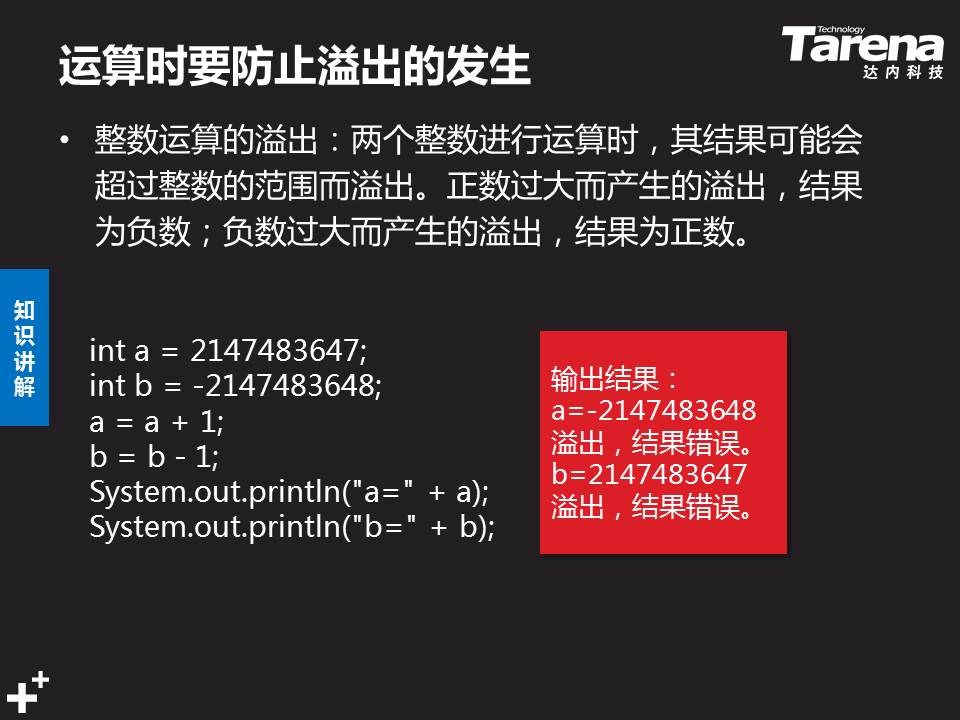 运算时要防止溢出的发生
Technology
Tarena
达内科技
• 整数运算的溢出：两个整数进行运算时，其结果可能会
超过整数的范围而溢出。正数过大而产生的溢出，结果
为负数；负数过大而产生的溢出，结果为正数。
知
识
讲
解
int a = 2147483647;
int b = -2147483648;
a = a + 1;
b = b - 1;
System.out.println("a=" + a);
System.out.println("b=" + b);
输出结果：
a=-2147483648
溢出，结果错误。
b=2147483647
溢出，结果错误。